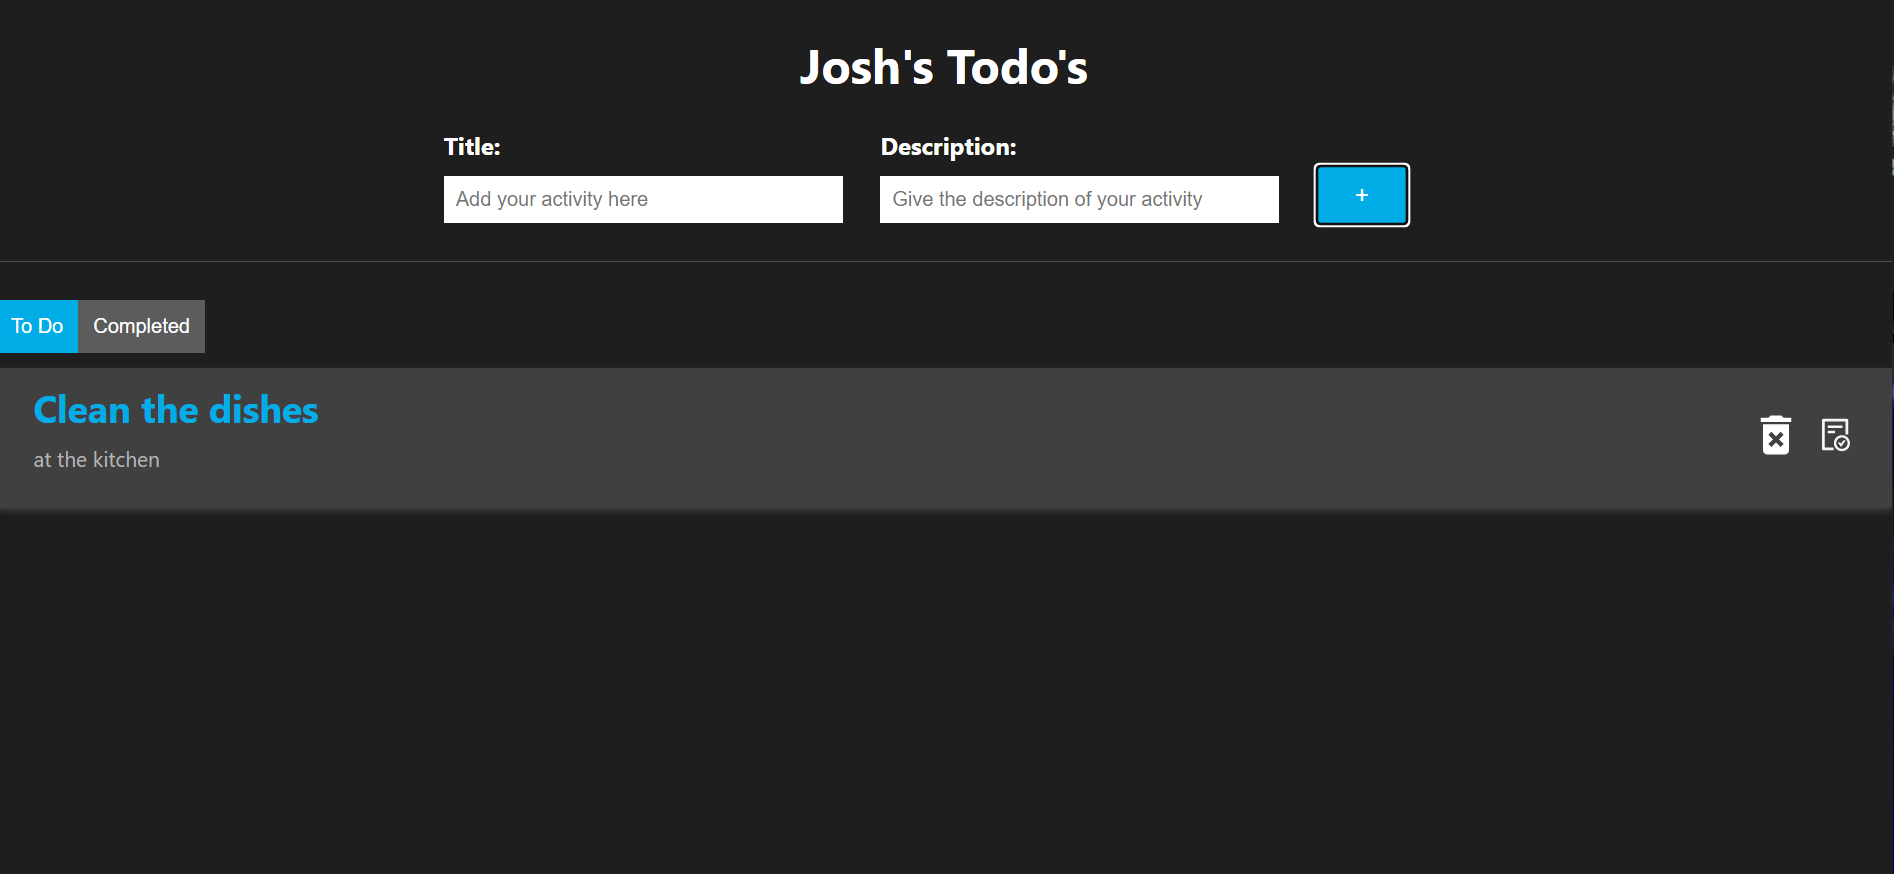 Josh's Todo's
Title:
Description:
Add your activity here
Give the description of your activity
+
To Do
Completed
Clean the dishes
at the kitchen